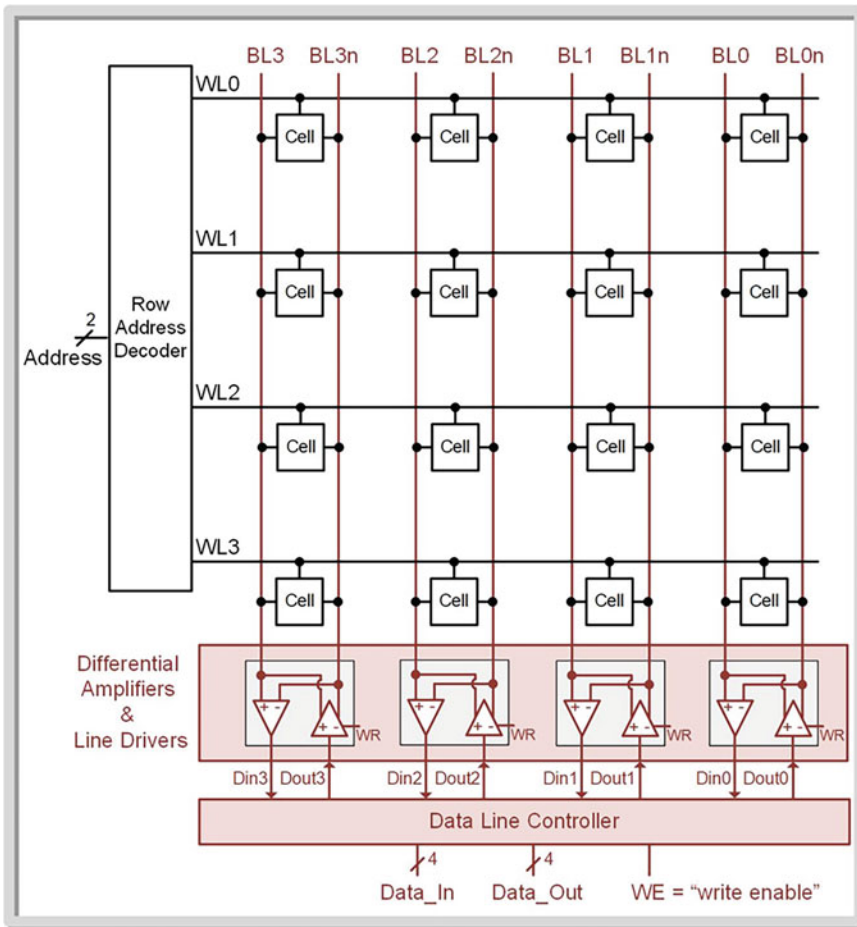 BL3 BL3n BL2 BL2n BL1 BL1n BL0 BL0n
WL0
Cell Cell Cell Cell
WL1
Cell Cell Cell Cell
Row
Address
Decoder
2
Address
WL2
Cell Cell Cell Cell
WL3
Cell Cell Cell Cell
Differential
Amplifiers
&
Line Drivers
+ - + - + - + - + - + - + - + -
WR WR WR WR
Din3 Dout3 Din2 Dout2 Din1 Dout1 Din0 Dout0
Data Line Controller
4 4
Data_In Data_Out WE = “write enable”